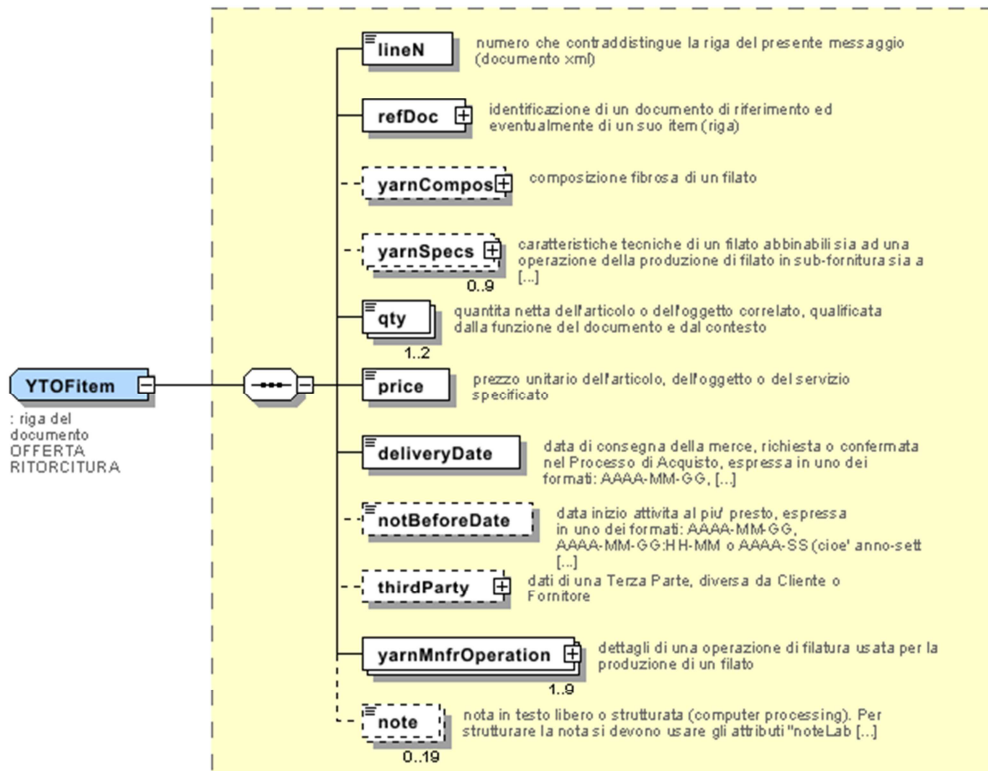 lineN
numero che contraddistingue la riga del presente messaggio
(documento xml)
refDoc
identificazione di un documento di riferimento ed
eventualmente di un suo item (riga)
yarnCompos
composizione fibrosa di un filato
yarnSpecs
caratteristiche tecniche di un filato abbinabili sia ad una
operazione della produzione di filato in sub-fornitura sia a
[...]
0..9
qty
quantita netta dell'articolo o dell'oggetto correlato, qualificata
dalla funzione del documento e dal contesto
1..2
YTOFitem
: riga del
documento
OFFERTA
RITORCITURA
price
prezzo unitario dell'articolo, dell'oggetto o del servizio
specificato
deliveryDate
data di consegna della merce, richiesta o confermata
nel Processo di Acquisto, espressa in uno dei
formati: AAAA-MM-GG, [...]
notBeforeDate
data inizio attivita al piu' presto, espressa
in uno dei formati: AAAA-MM-GG,
AAAA-MM-GG:HH-MM o AAAA-SS (cioe' anno-sett
[...]
thirdParty
dati di una Terza Parte, diversa da Cliente o
Fornitore
yarnMnfrOperation
dettagli di una operazione di filatura usata per la
produzione di un filato
1..9
note
nota in testo libero o strutturata (computer processing). Per
strutturare la nota si devono usare gli attributi "noteLab [...]
0..19